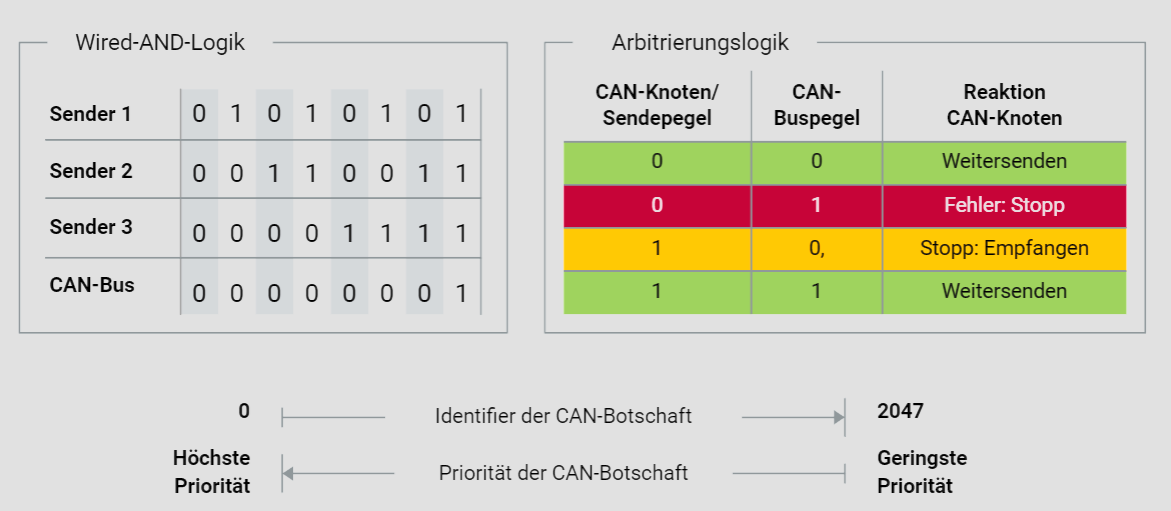 Wired-AND-Logik
Sender 1 0 1 0 1 0 1 0 1
Sender 2 0 0 1 1 0 0 1 1
Sender 3 0 0 0 0 1 1 1 1
CAN-Bus 0 0 0 0 0 0 0 1
Arbitrierungslogik
CAN-Knoten/ CAN- Reaktion
Sendepegel Buspegel CAN-Knoten
0 0 Weitersenden
0 1 Fehler: Stopp
1 0, Stopp: Empfangen
1 1 Weitersenden
0 Identifier der CAN-Botschaft 2047
Höchste Priorität der CAN-Botschaft Geringste
Priorität Priorität